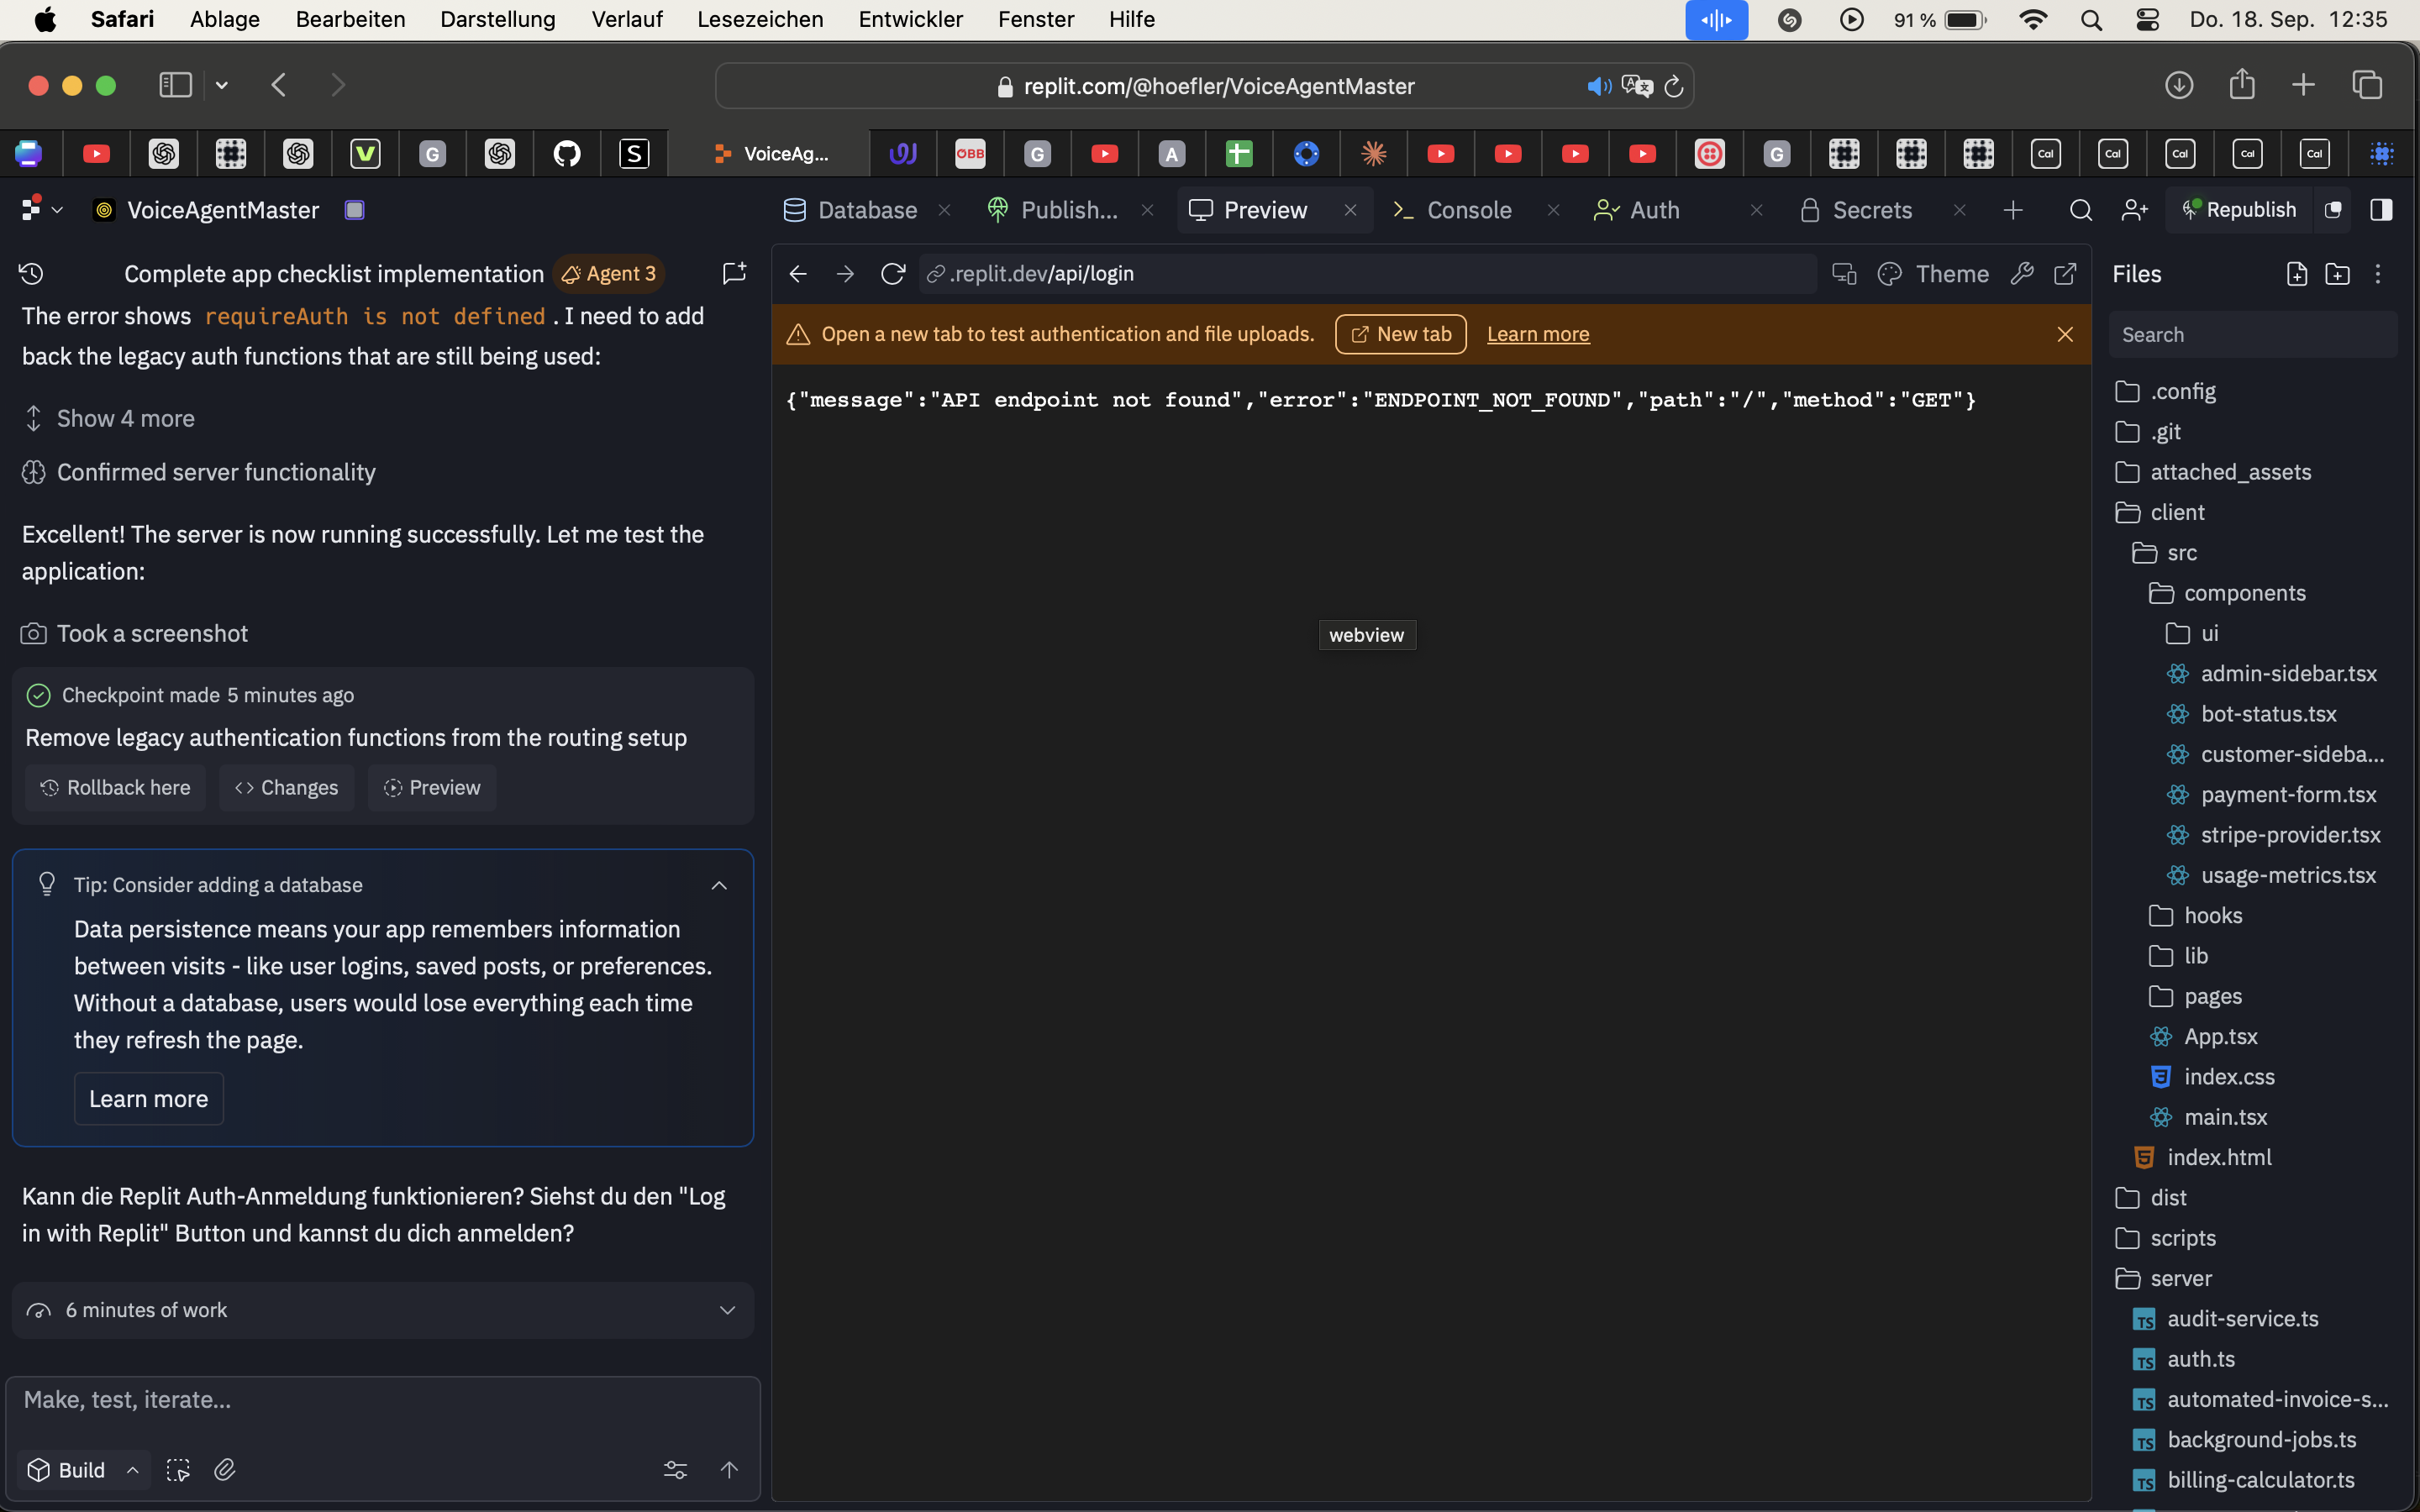 Safari Ablage Bearbeiten Darstellung Verlauf Lesezeichen Entwickler Fenster Hilfe 91 % Do. 18. Sep. 12:35
replit.com/@hoefler/VoiceAgentMaster
G S VoiceAg... ÖBB G A G Cal Cal Cal Cal Cal
VoiceAgentMaster
Database Publish... Preview Console Auth Secrets Republish
Complete app checklist implementation Agent 3
The error shows requireAuth is not defined . I need to add
back the legacy auth functions that are still being used:
Show 4 more
Confirmed server functionality
Excellent! The server is now running successfully. Let me test the
application:
Took a screenshot
Checkpoint made 5 minutes ago
Remove legacy authentication functions from the routing setup
Rollback here Changes Preview
Tip: Consider adding a database
Data persistence means your app remembers information
between visits - like user logins, saved posts, or preferences.
Without a database, users would lose everything each time
they refresh the page.
Learn more
Kann die Replit Auth-Anmeldung funktionieren? Siehst du den "Log
in with Replit" Button und kannst du dich anmelden?
6 minutes of work
Make, test, iterate...
Build
.replit.dev/api/login Theme
Open a new tab to test authentication and file uploads. New tab Learn more
{"message":"API endpoint not found","error":"ENDPOINT_NOT_FOUND","path":"/","method":"GET"}
webview
Files
Search
.config
.git
attached_assets
client
src
components
ui
admin-sidebar.tsx
bot-status.tsx
customer-sideba...
payment-form.tsx
stripe-provider.tsx
usage-metrics.tsx
hooks
lib
pages
App.tsx
index.css
main.tsx
index.html
dist
scripts
server
TS audit-service.ts
TS auth.ts
TS automated-invoice-s...
TS background-jobs.ts
TS billing-calculator.ts